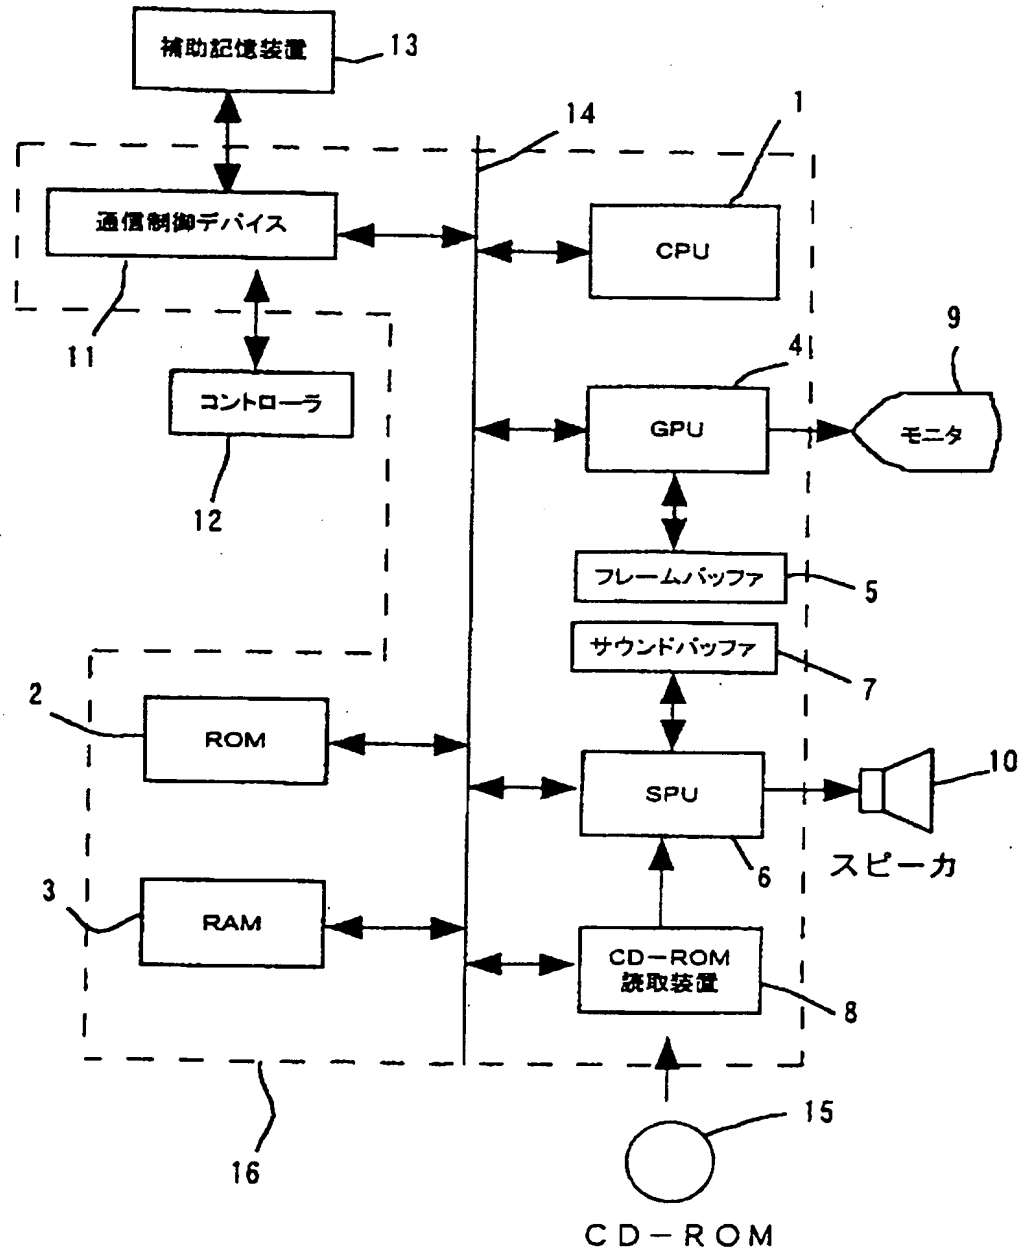 補助記憶装置
13
14
1
通信制御デバイス
CPU
11
4
9
コントローラ
GPU
モニタ
12
フレームバッファ
5
サウンドバッファ
7
2
ROM
SPU
10
スピーカ
6
3
RAM
CD-ROM
読取装置
8
15
16
CD-ROM